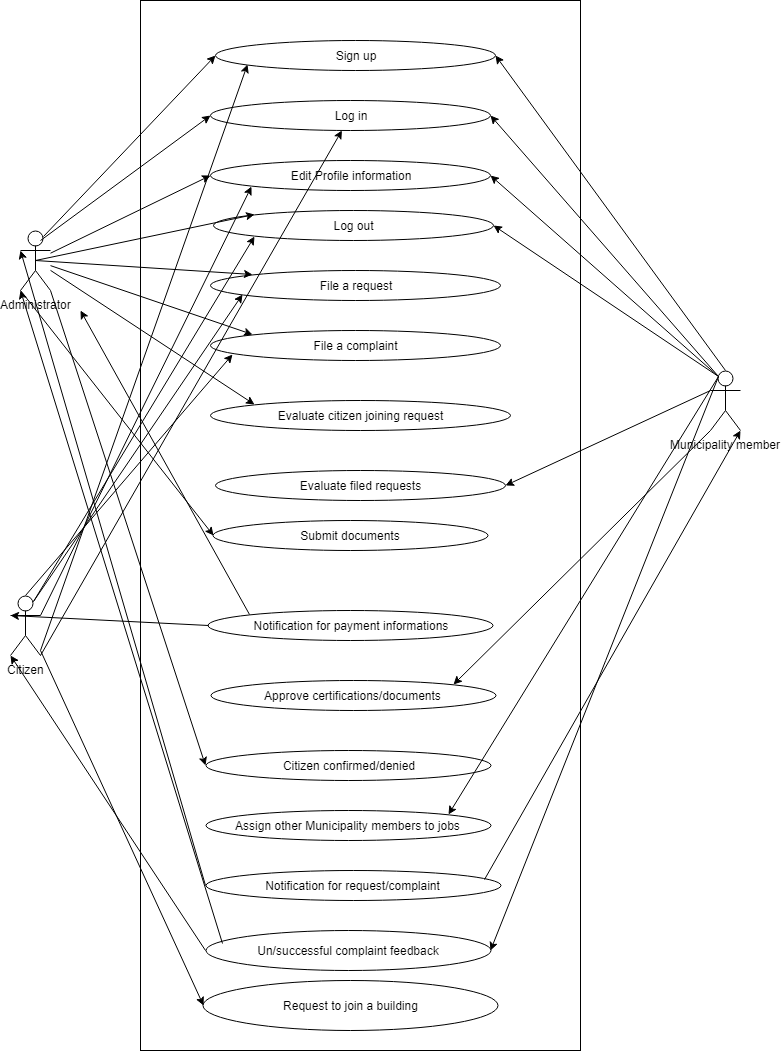 Sign up
Log in
Edit Profile information
Log out
File a request
Administrator
File a complaint
Evaluate citizen joining request
Municipality member
Evaluate filed requests
Submit documents
Notification for payment informations
Citizen
Approve certifications/documents
Citizen confirmed/denied
Assign other Municipality members to jobs
Notification for request/complaint
Un/successful complaint feedback
Request to join a building